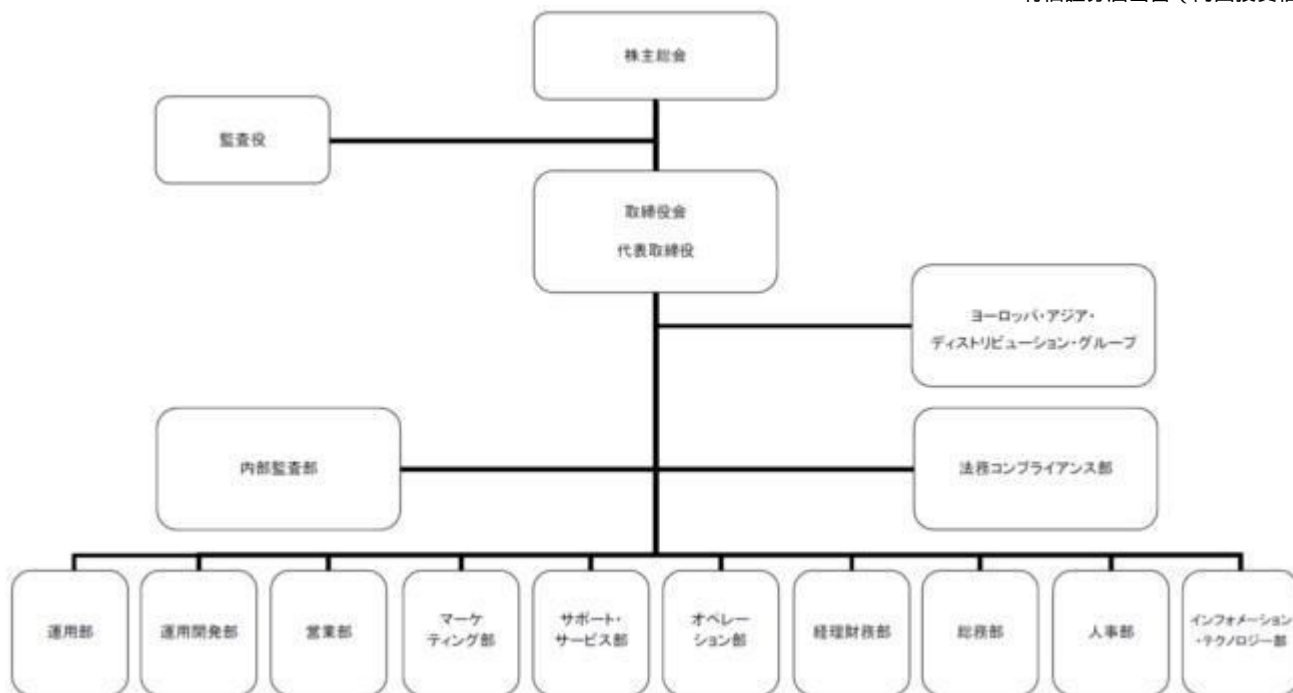 株主総会
監査役
取締役会
代表取締役
ヨーロッパ・アジア・
ディストリビューション・グループ
内部監査部
法務コンプライアンス部
運用部
運用開発部
営業部
マーケ
ティング部
サポート・
サービス部
オペレー
ション部
経理財務部
総務部
人事部
インフォメーション
・テクノロジー部